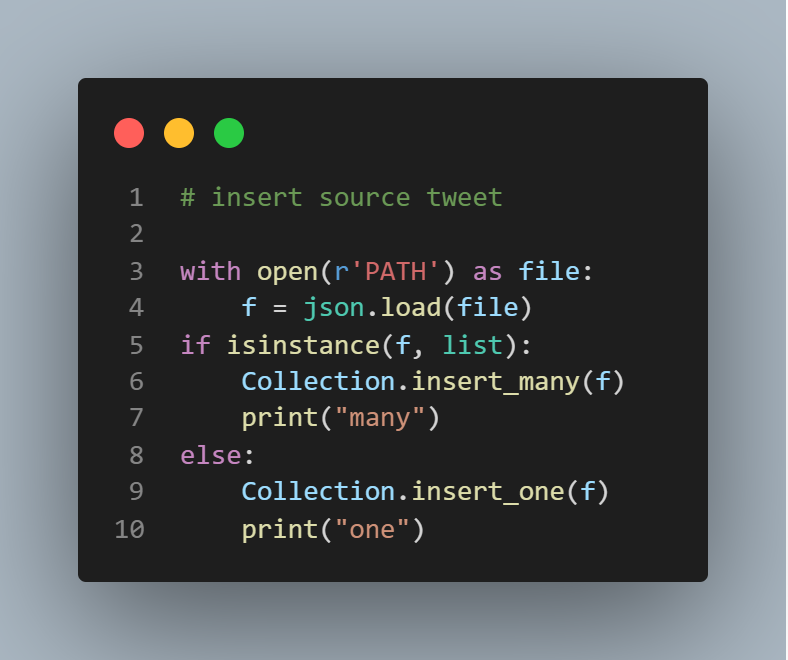 1 # insert source tweet
2
3 with open(r'PATH') as file:
4     f = json.load(file)
5 if isinstance(f, list):
6     Collection.insert_many(f)
7     print("many")
8 else:
9     Collection.insert_one(f)
10     print("one")